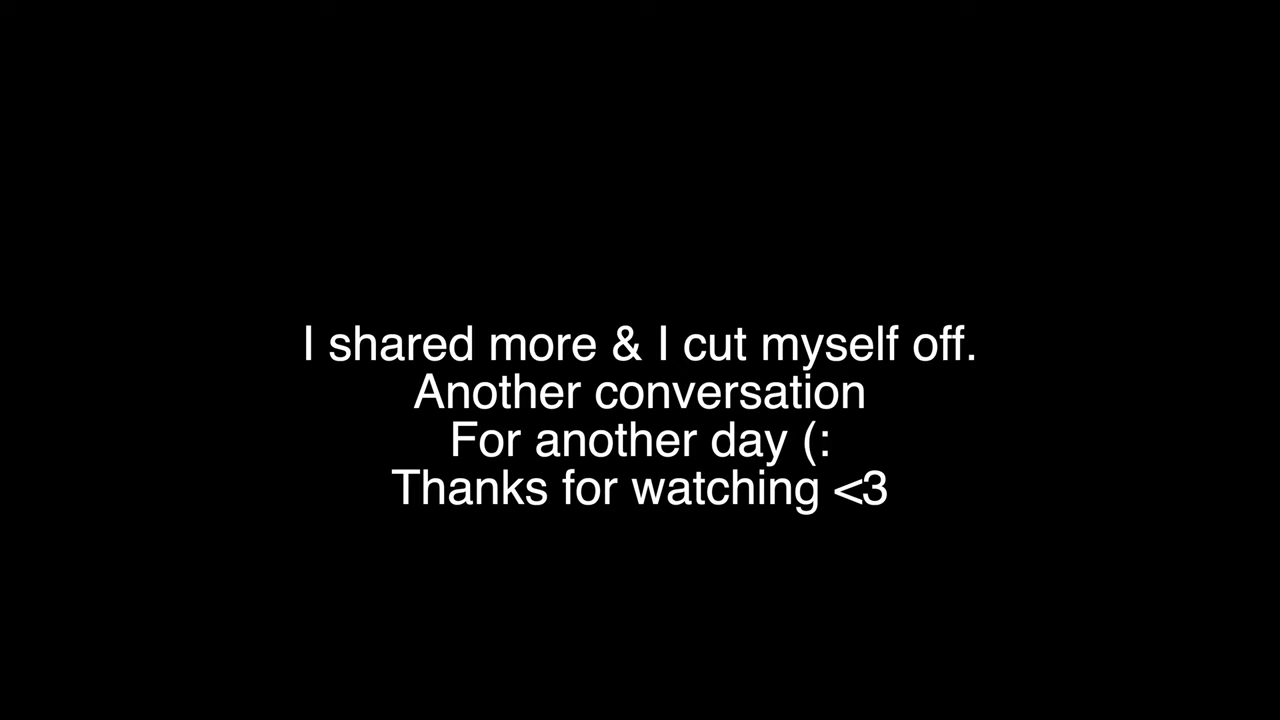 I shared more & I cut myself off.
Another conversation
For another day (:
Thanks for watching <3